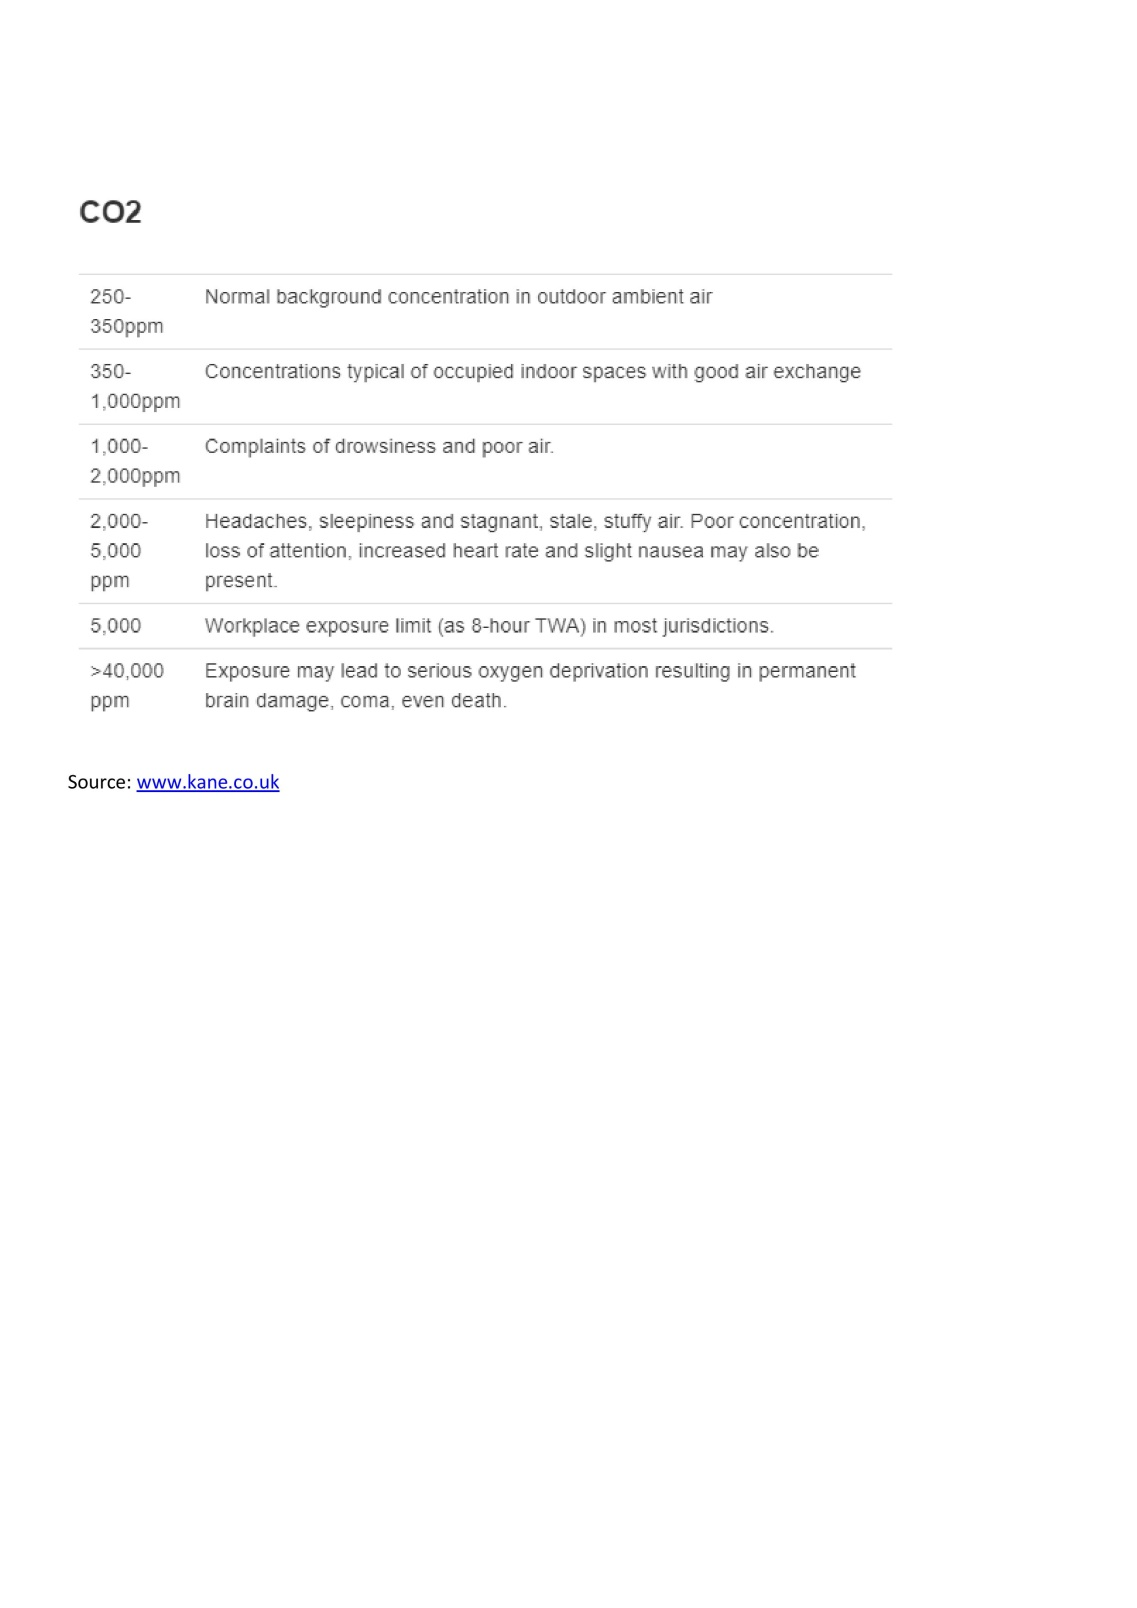 CO2
250-
350ppm
Normal background concentration in outdoor ambient air
350-
1,000ppm
Concentrations typical of occupied indoor spaces with good air exchange
1,000-
2,000ppm
Complaints of drowsiness and poor air.
2,000-
5,000
ppm
Headaches, sleepiness and stagnant, stale, stuffy air. Poor concentration,
loss of attention, increased heart rate and slight nausea may also be
present.
5,000
Workplace exposure limit (as 8-hour TWA) in most jurisdictions.
>40,000
ppm
Exposure may lead to serious oxygen deprivation resulting in permanent
brain damage, coma, even death.
Source: www.kane.co.uk